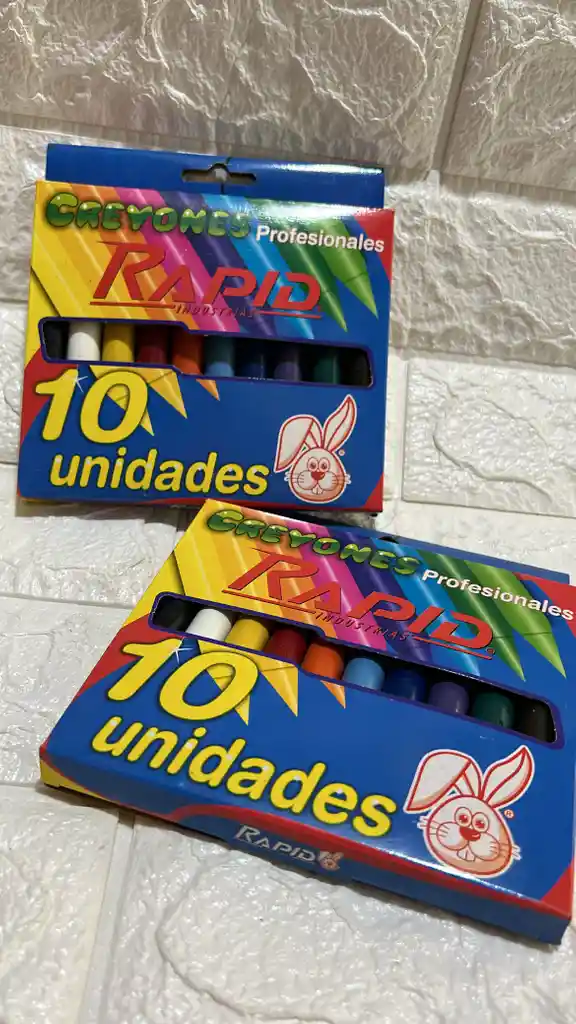 CREYONES Profesionales
RAPID
INDUSTRIAS
10
unidades
CREYONES Profesionales
RAPID
INDUSTRIAS
10
unidades
RAPID